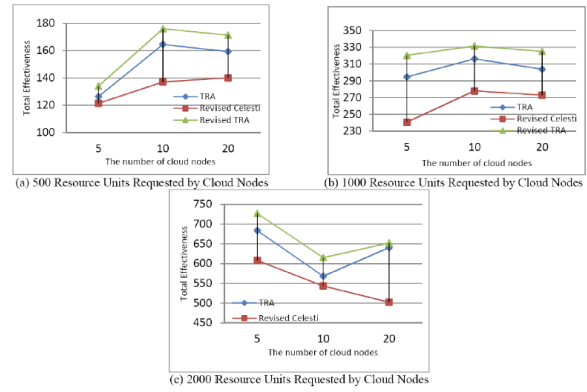 180
160
140
120
100
Total Effectiveness
TRA
Revised Celesti
Revised TRA
5 10 20
The number of cloud nodes
(a) 500 Resource Units Requested by Cloud Nodes
350
330
310
290
270
250
230
Total Effectiveness
TRA
Revised Celesti
Revised TRA
5 10 20
The number of cloud nodes
(b) 1000 Resource Units Requested by Cloud Nodes
750
700
650
600
550
500
450
Total Effectiveness
TRA
Revised Celesti
5 10 20
The number of cloud nodes
(c) 2000 Resource Units Requested by Cloud Nodes